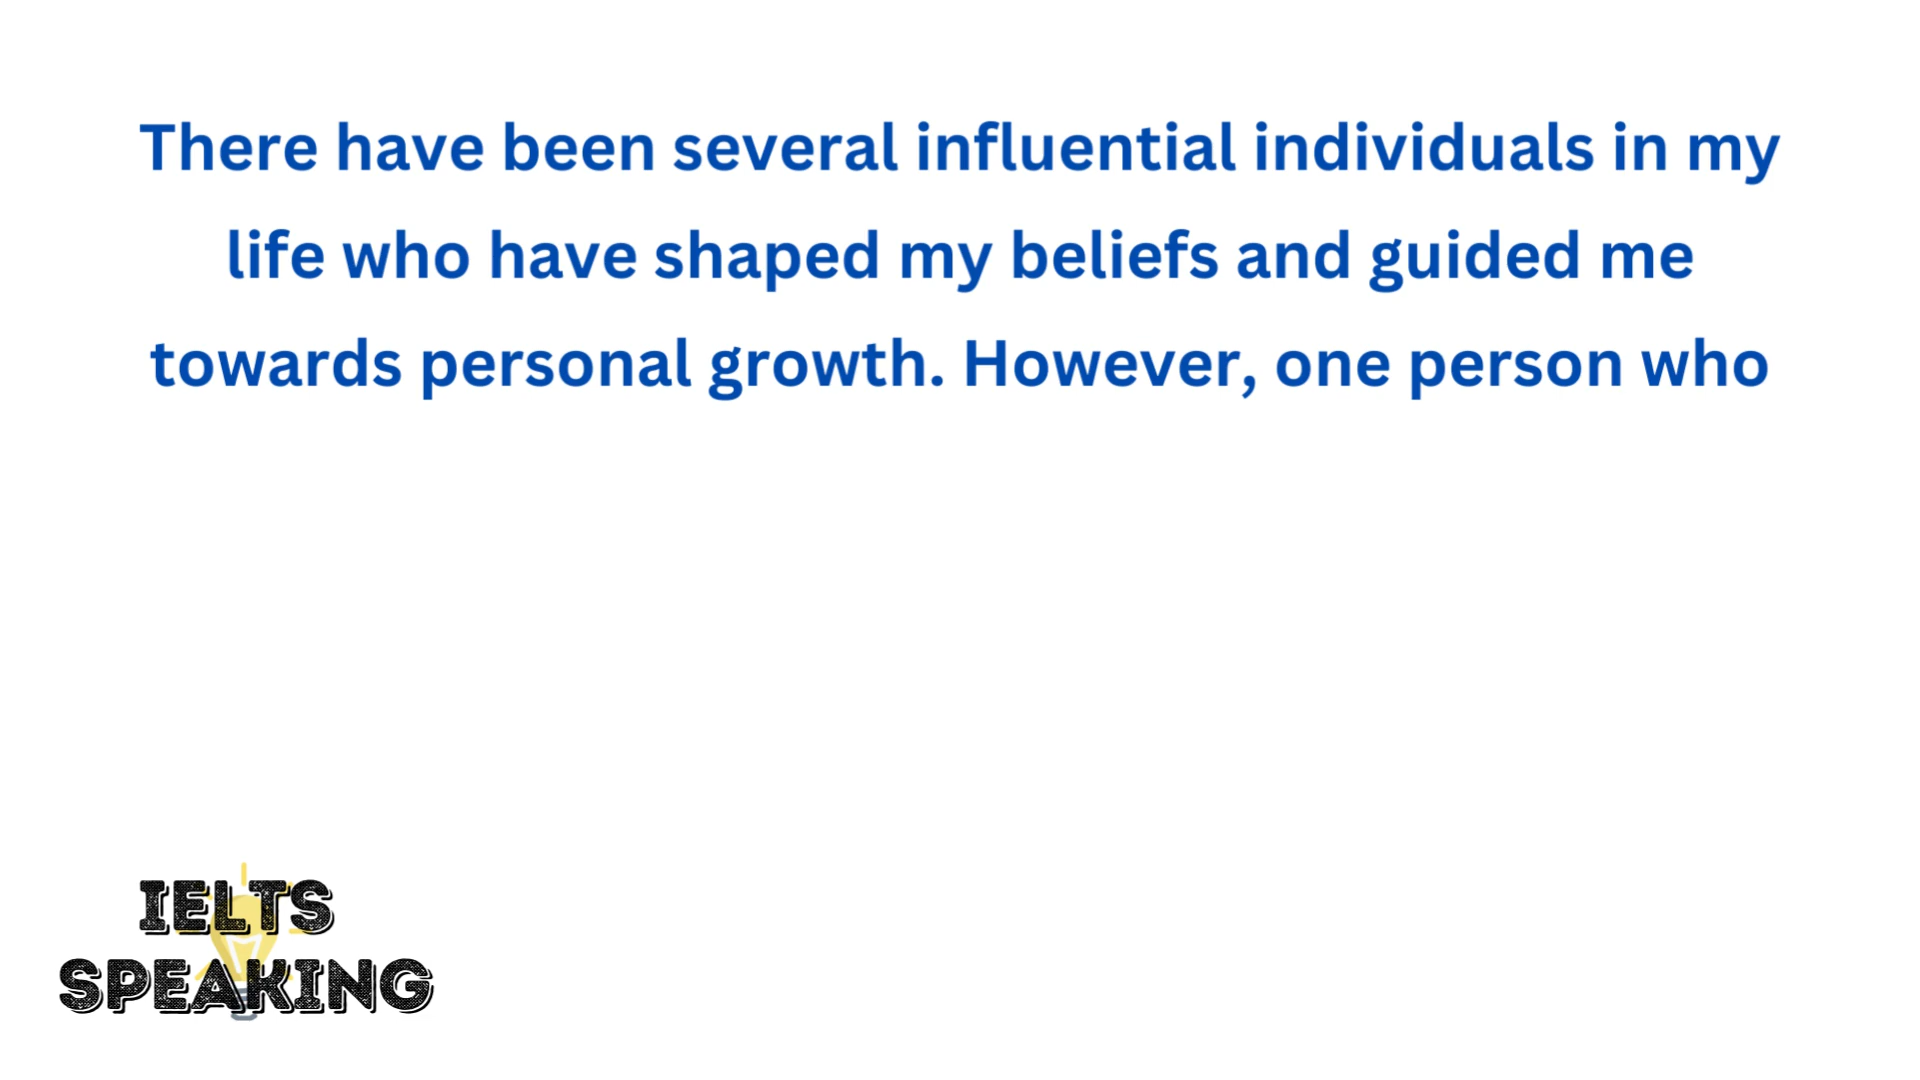 There have been several influential individuals in my
life who have shaped my beliefs and guided me
towards personal growth. However, one person who
IELTS
SPEAKING